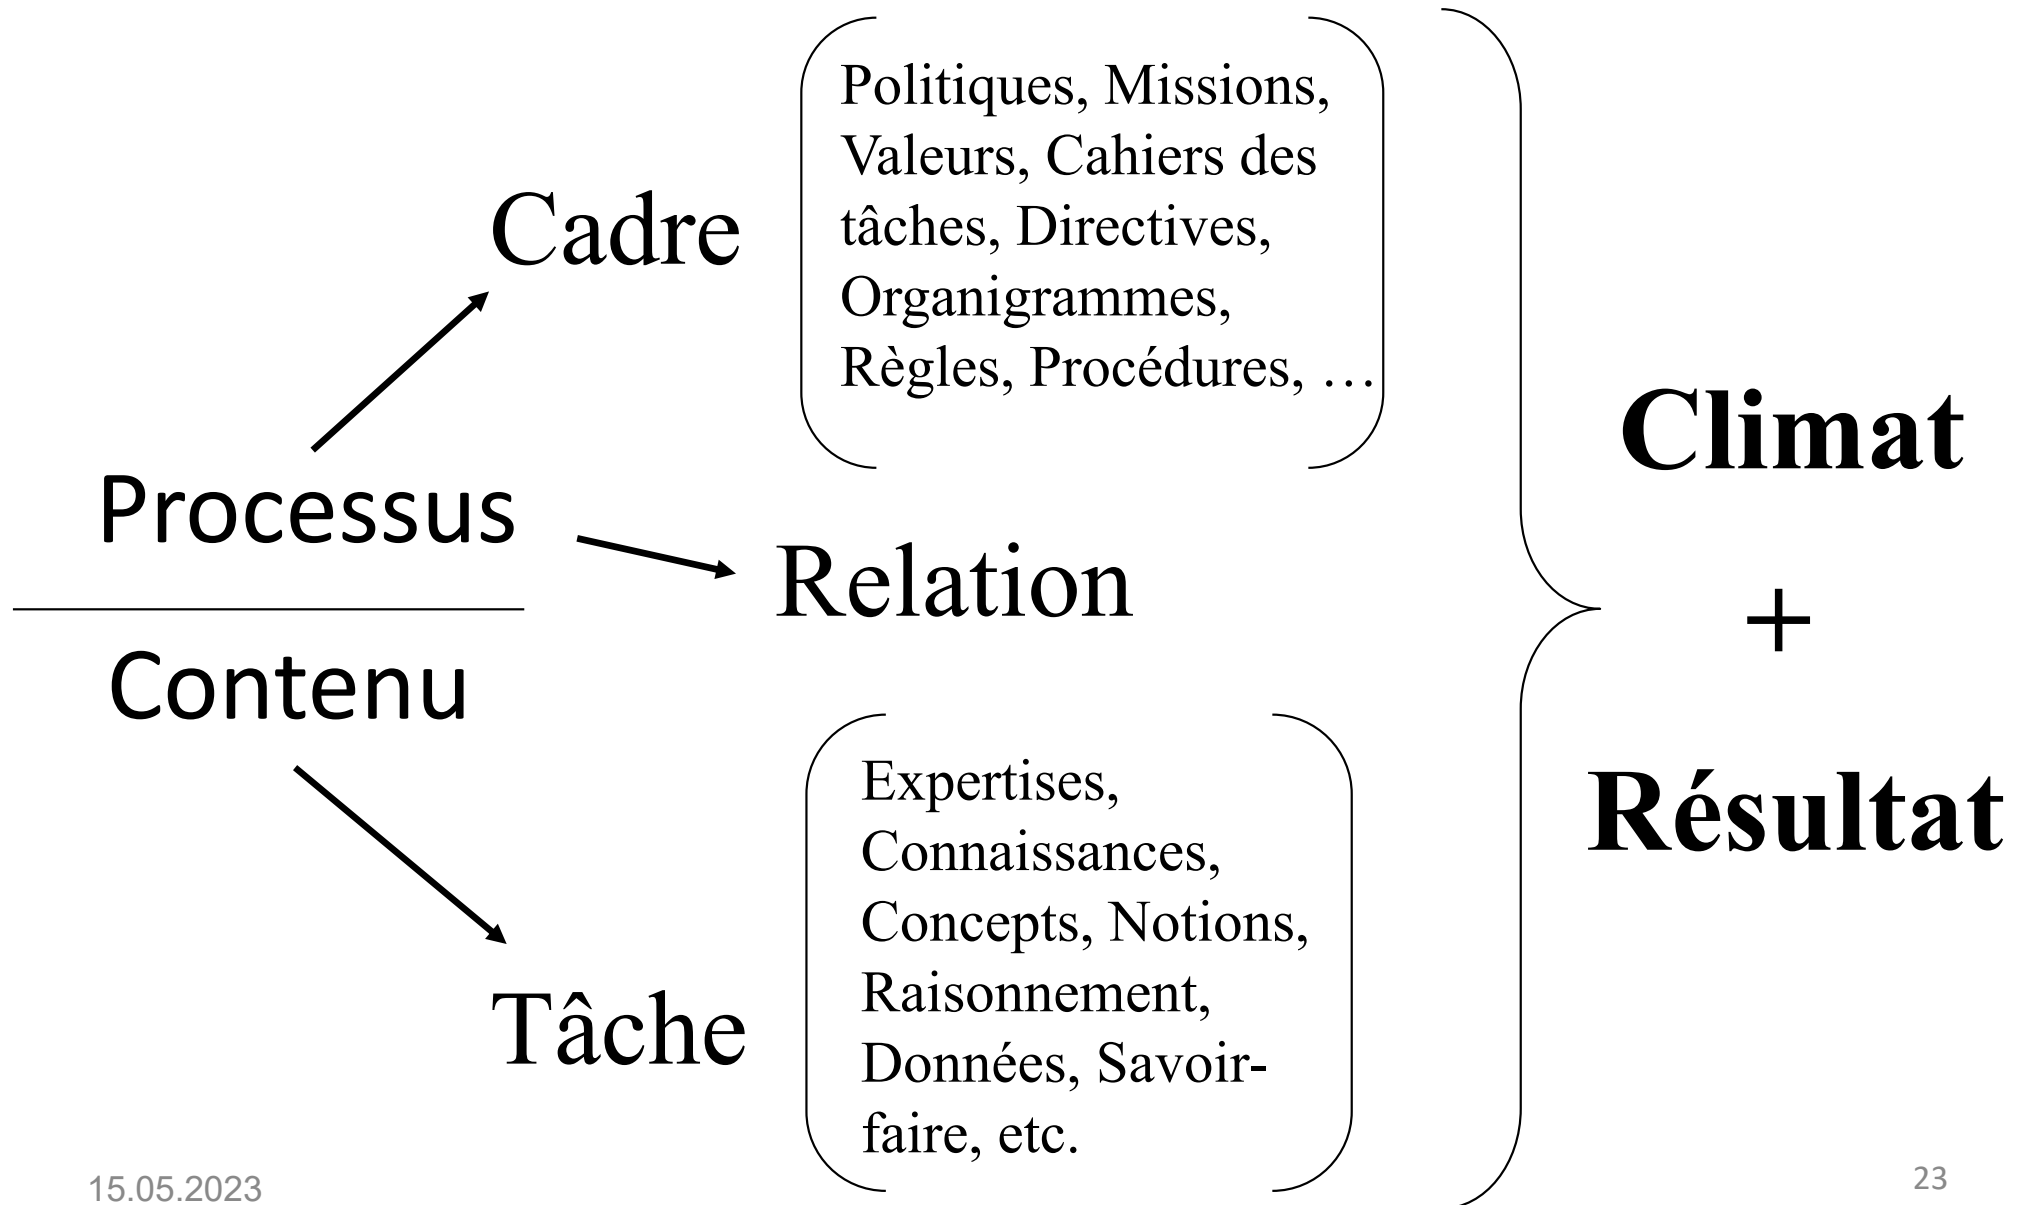 Politiques, Missions,
Valeurs, Cahiers des
tâches, Directives,
Organigrammes,
Règles, Procédures, …
Cadre
Processus
Relation
Contenu
Tâche
Expertises,
Connaissances,
Concepts, Notions,
Raisonnement,
Données, Savoir-
faire, etc.
Climat
+
Résultat
15.05.2023
23